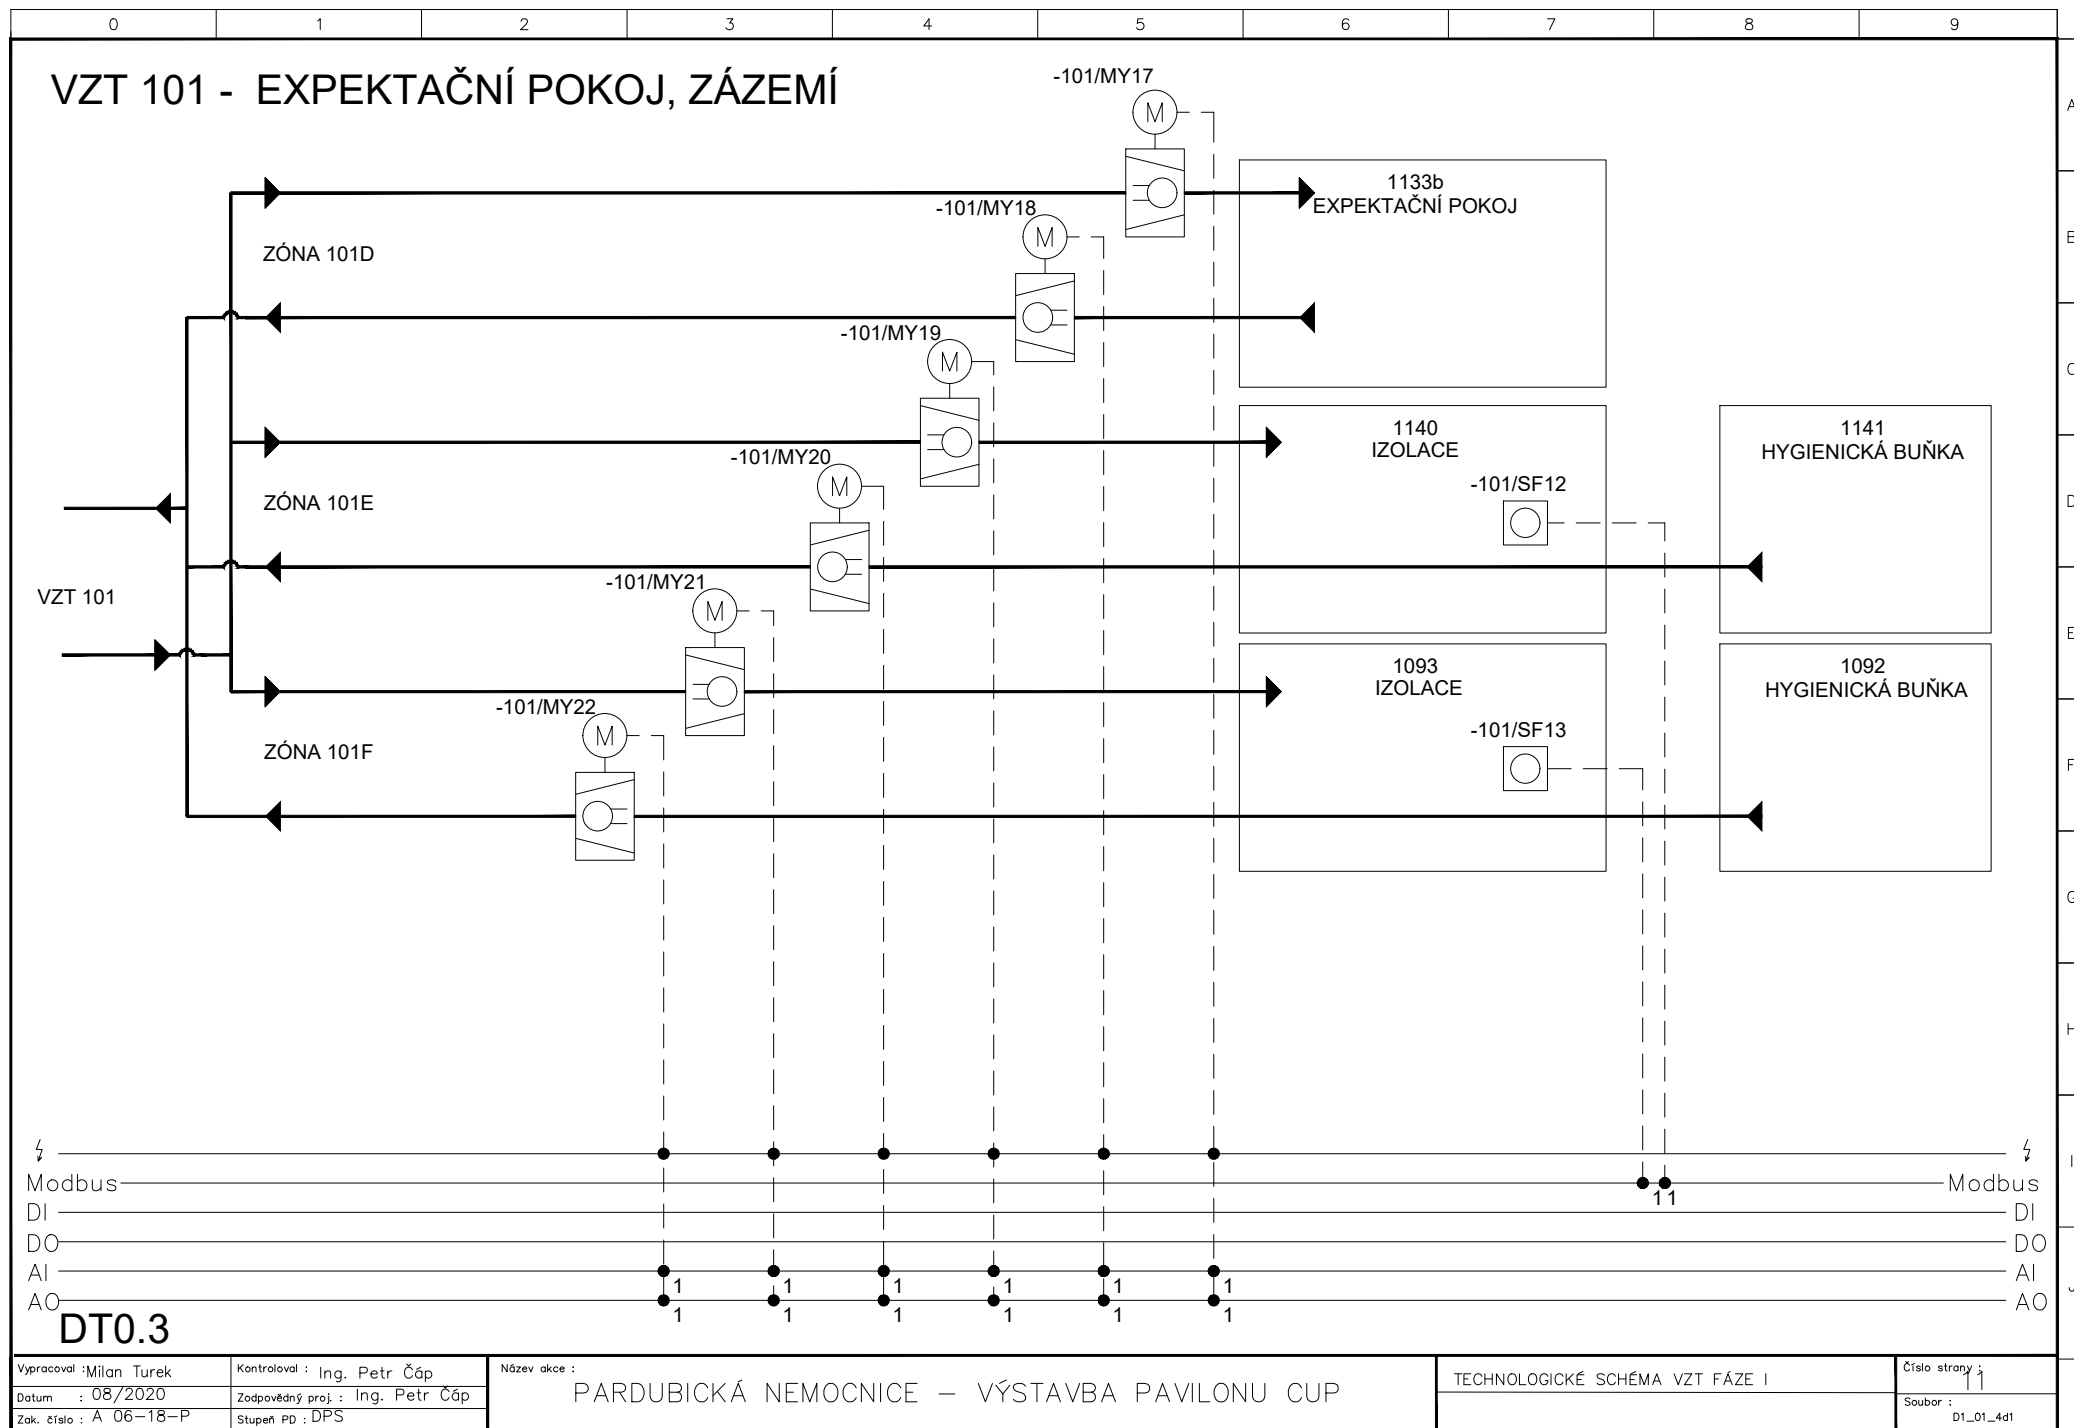 0 1 2 3 4 5 6 7 8 9
VZT 101 - EXPEKTAČNÍ POKOJ, ZÁZEMÍ
-101/MY17
M
A
1133b
EXPEKTAČNÍ POKOJ
-101/MY18
M
B
ZÓNA 101D
-101/MY19
M
C
1140
IZOLACE
1141
HYGIENICKÁ BUŇKA
-101/MY20
M
-101/SF12
ZÓNA 101E
D
-101/MY21
M
VZT 101
E
1093
IZOLACE
1092
HYGIENICKÁ BUŇKA
-101/MY22
M
-101/SF13
ZÓNA 101F
F
G
H
I
Modbus Modbus
1 1
DI DI
DO DO
AI AI
1 1 1 1 1 1
J
AO AO
1 1 1 1 1 1
DT0.3
Vypracoval : Milan Turek
Kontroloval : Ing. Petr Čáp
Název akce :
PARDUBICKÁ NEMOCNICE – VÝSTAVBA PAVILONU CUP
TECHNOLOGICKÉ SCHÉMA VZT FÁZE I
Číslo strany :
11
Datum : 08/2020
Zodpovědný proj. : Ing. Petr Čáp
Zak. číslo : A 06–18–P
Stupeň PD : DPS
Soubor :
D1_01_4d1